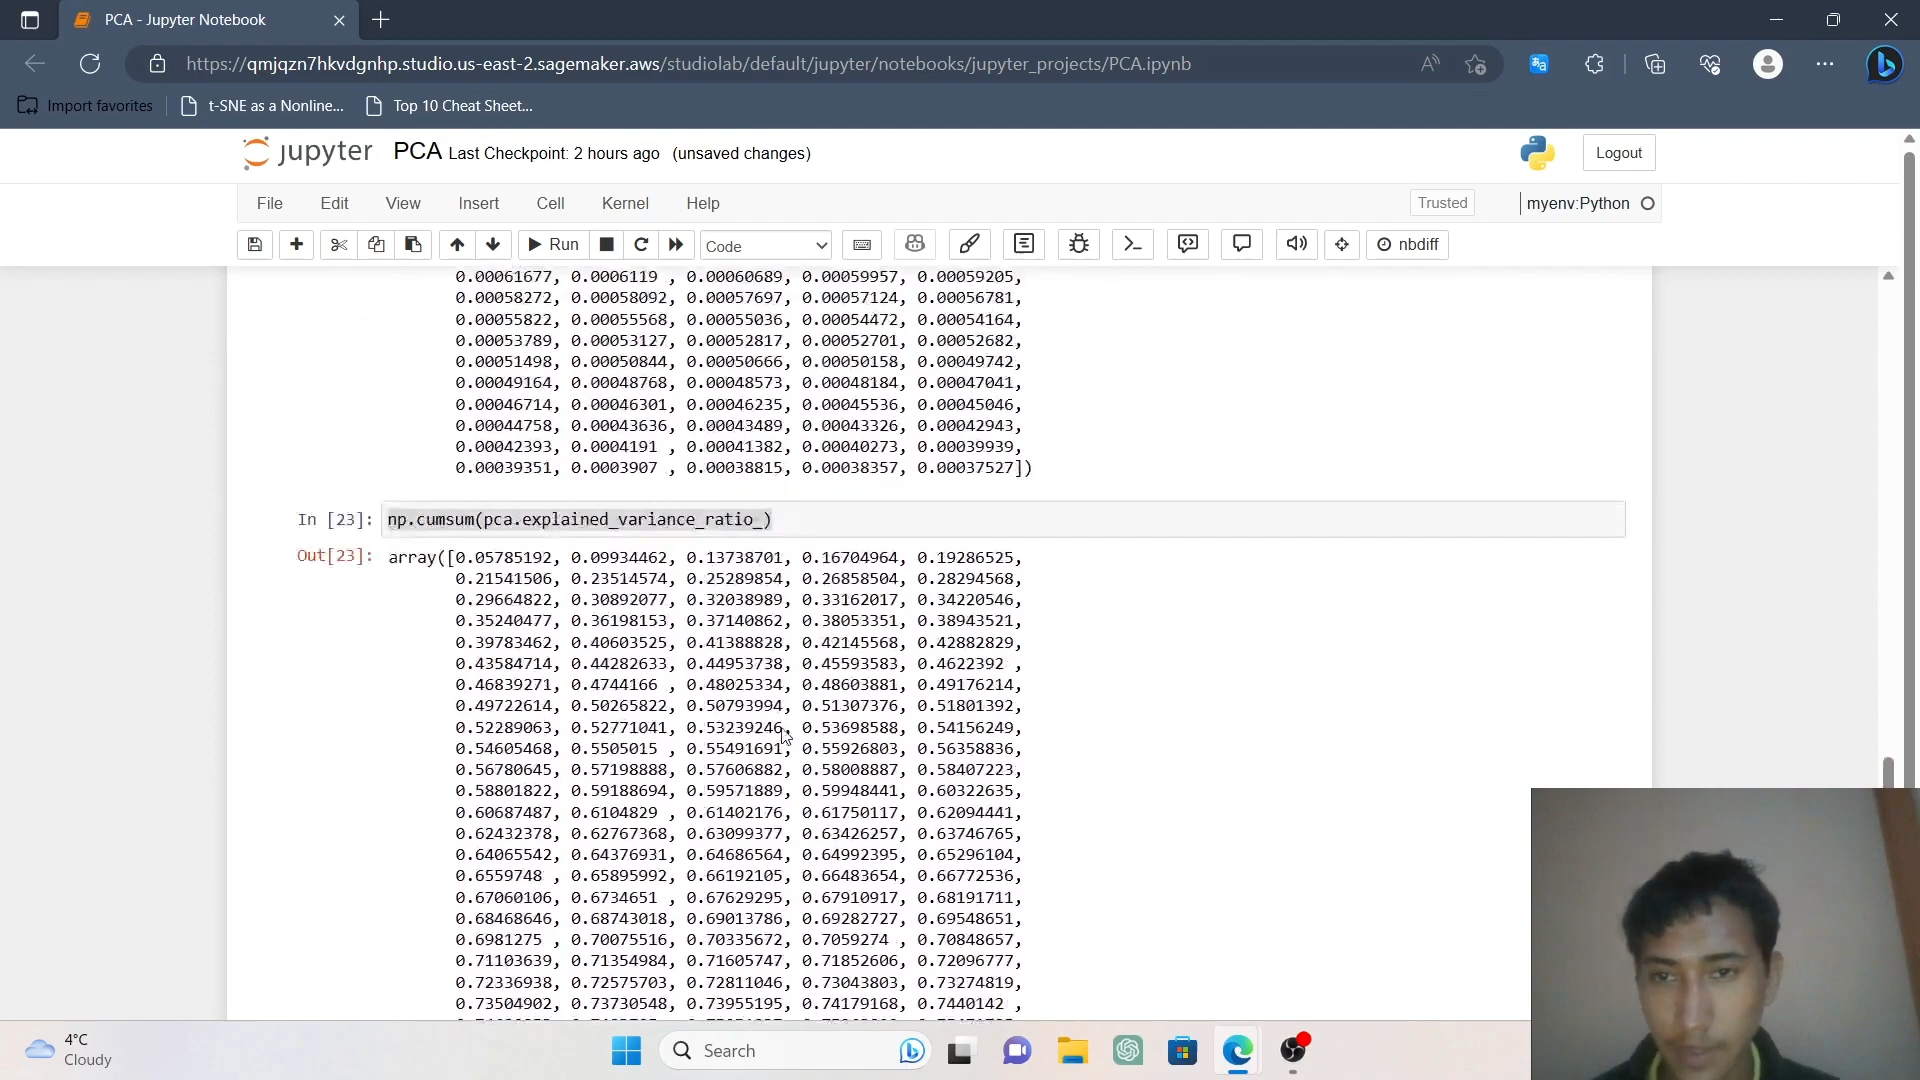 PCA - Jupyter Notebook
https://qmjqzn7hkvdgnhp.studio.us-east-2.sagemaker.aws/studiolab/default/jupyter/notebooks/jupyter_projects/PCA.ipynb
Import favorites
t-SNE as a Nonline...
Top 10 Cheat Sheet...
jupyter PCA Last Checkpoint: 2 hours ago (unsaved changes)
Logout
File Edit View Insert Cell Kernel Help
Trusted
myenv:Python
Run
Code
nbdiff
0.00061677, 0.0006119 , 0.00060689, 0.00059957, 0.00059205,
0.00058272, 0.00058092, 0.00057697, 0.00057124, 0.00056781,
0.00055822, 0.00055568, 0.00055036, 0.00054472, 0.00054164,
0.00053789, 0.00053127, 0.00052817, 0.00052701, 0.00052682,
0.00051498, 0.00050844, 0.00050666, 0.00050158, 0.00049742,
0.00049164, 0.00048768, 0.00048573, 0.00048184, 0.00047041,
0.00046714, 0.00046301, 0.00046235, 0.00045536, 0.00045046,
0.00044758, 0.00043636, 0.00043489, 0.00043326, 0.00042943,
0.00042393, 0.0004191 , 0.00041382, 0.00040273, 0.00039939,
0.00039351, 0.0003907 , 0.00038815, 0.00038357, 0.00037527])
In [23]: np.cumsum(pca.explained_variance_ratio_)
Out[23]: array([0.05785192, 0.09934462, 0.13738701, 0.16704964, 0.19286525,
0.21541506, 0.23514574, 0.25289854, 0.26858504, 0.28294568,
0.29664822, 0.30892077, 0.32038989, 0.33162017, 0.34220546,
0.35240477, 0.36198153, 0.37140862, 0.38053351, 0.38943521,
0.39783462, 0.40603525, 0.41388828, 0.42145568, 0.42882829,
0.43584714, 0.44282633, 0.44953738, 0.45593583, 0.4622392 ,
0.46839271, 0.4744166 , 0.48025334, 0.48603881, 0.49176214,
0.49722614, 0.50265822, 0.50793994, 0.51307376, 0.51801392,
0.52289063, 0.52771041, 0.53239246, 0.53698588, 0.54156249,
0.54605468, 0.5505015 , 0.55491691, 0.55926803, 0.56358836,
0.56780645, 0.57198888, 0.57606882, 0.58008887, 0.58407223,
0.58801822, 0.59188694, 0.59571889, 0.59948441, 0.60322635,
0.60687487, 0.6104829 , 0.61402176, 0.61750117, 0.62094441,
0.62432378, 0.62767368, 0.63099377, 0.63426257, 0.63746765,
0.64065542, 0.64376931, 0.64686564, 0.64992395, 0.65296104,
0.6559748 , 0.65895992, 0.66192105, 0.66483654, 0.66772536,
0.67060106, 0.6734651 , 0.67629295, 0.67910917, 0.68191711,
0.68468646, 0.68743018, 0.69013786, 0.69282727, 0.69548651,
0.6981275 , 0.70075516, 0.70335672, 0.7059274 , 0.70848657,
0.71103639, 0.71354984, 0.71605747, 0.71852606, 0.72096777,
0.72336938, 0.72575703, 0.72811046, 0.73043803, 0.73274819,
0.73504902, 0.73730548, 0.73955195, 0.74179168, 0.7440142 ,
4°C
Cloudy
Search